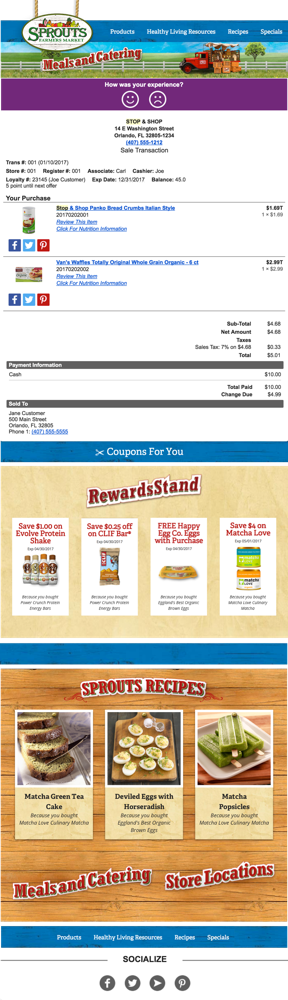 SPROUTS
FARMERS MARKET
Products Healthy Living Resources Recipes Specials
Meals and Catering
How was your experience?
STOP & SHOP
14 E Washington Street
Orlando, FL 32805-1234
(407) 555-1212
Sale Transaction
Trans #: 001 (01/10/2017)
Store #: 001 Register #: 001 Associate: Carl Cashier: Joe
Loyalty #: 23145 (Joe Customer) Exp Date: 12/31/2017 Balance: 45.0
5 point until next offer
Your Purchase
Stop & Shop Panko Bread Crumbs Italian Style $1.69T
20170202001 1 × $1.69
Review This Item
Click For Nutrition Information
Van's Waffles Totally Original Whole Grain Organic - 6 ct $2.99T
20170202002 1 × $2.99
Review This Item
Click For Nutrition Information
Sub-Total $4.68
Net Amount $4.68
Taxes
Sales Tax: 7% on $4.68 $0.33
Total $5.01
Payment Information
Cash $10.00
Total Paid $10.00
Change Due $4.99
Sold To
Jane Customer
500 Main Street
Orlando, FL 32805
Phone 1: (407) 555-5555
Coupons For You
RewardsStand
Save $1.00 on Evolve Protein Shake
Exp 04/30/2017
Because you bought Power Crunch Protein Energy Bars
Save $0.25 off on CLIF Bar*
Exp 04/30/2017
Because you bought Power Crunch Protein Energy Bars
FREE Happy Egg Co. Eggs with Purchase
Exp 04/30/2017
Because you bought Eggland's Best Organic Brown Eggs
Save $4 on Matcha Love
Exp 05/01/2017
Because you bought Matcha Love Culinary Matcha
SPROUTS RECIPES
Matcha Green Tea Cake
Because you bought Matcha Love Culinary Matcha
Deviled Eggs with Horseradish
Because you bought Eggland's Best Organic Brown Eggs
Matcha Popsicles
Because you bought Matcha Love Culinary Matcha
Meals and Catering
Store Locations
Products Healthy Living Resources Recipes Specials
SOCIALIZE